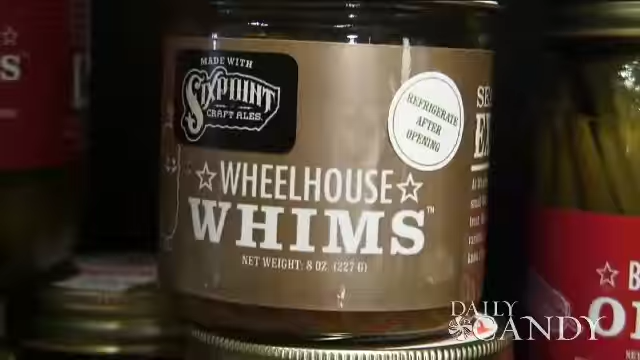 MADE WITH
SIXPOINT
CRAFT ALES.
REFRIGERATE
AFTER
OPENING
WHEELHOUSE
WHIMS™
NET WEIGHT: 8 OZ. (227 G)
DAILY
CANDY